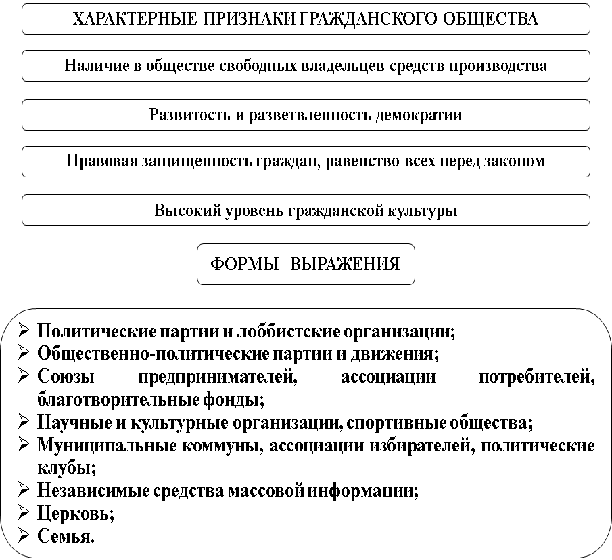 ХАРАКТЕРНЫЕ ПРИЗНАКИ ГРАЖДАНСКОГО ОБЩЕСТВА
Наличие в обществе свободных владельцев средств производства
Развитость и разветвленность демократии
Правовая защищенность граждан, равенство всех перед законом
Высокий уровень гражданской культуры
ФОРМЫ ВЫРАЖЕНИЯ
➢ Политические партии и лоббистские организации;
➢ Общественно-политические партии и движения;
➢ Союзы предпринимателей, ассоциации потребителей,
благотворительные фонды;
➢ Научные и культурные организации, спортивные общества;
➢ Муниципальные коммуны, ассоциации избирателей, политические
клубы;
➢ Независимые средства массовой информации;
➢ Церковь;
➢ Семья.